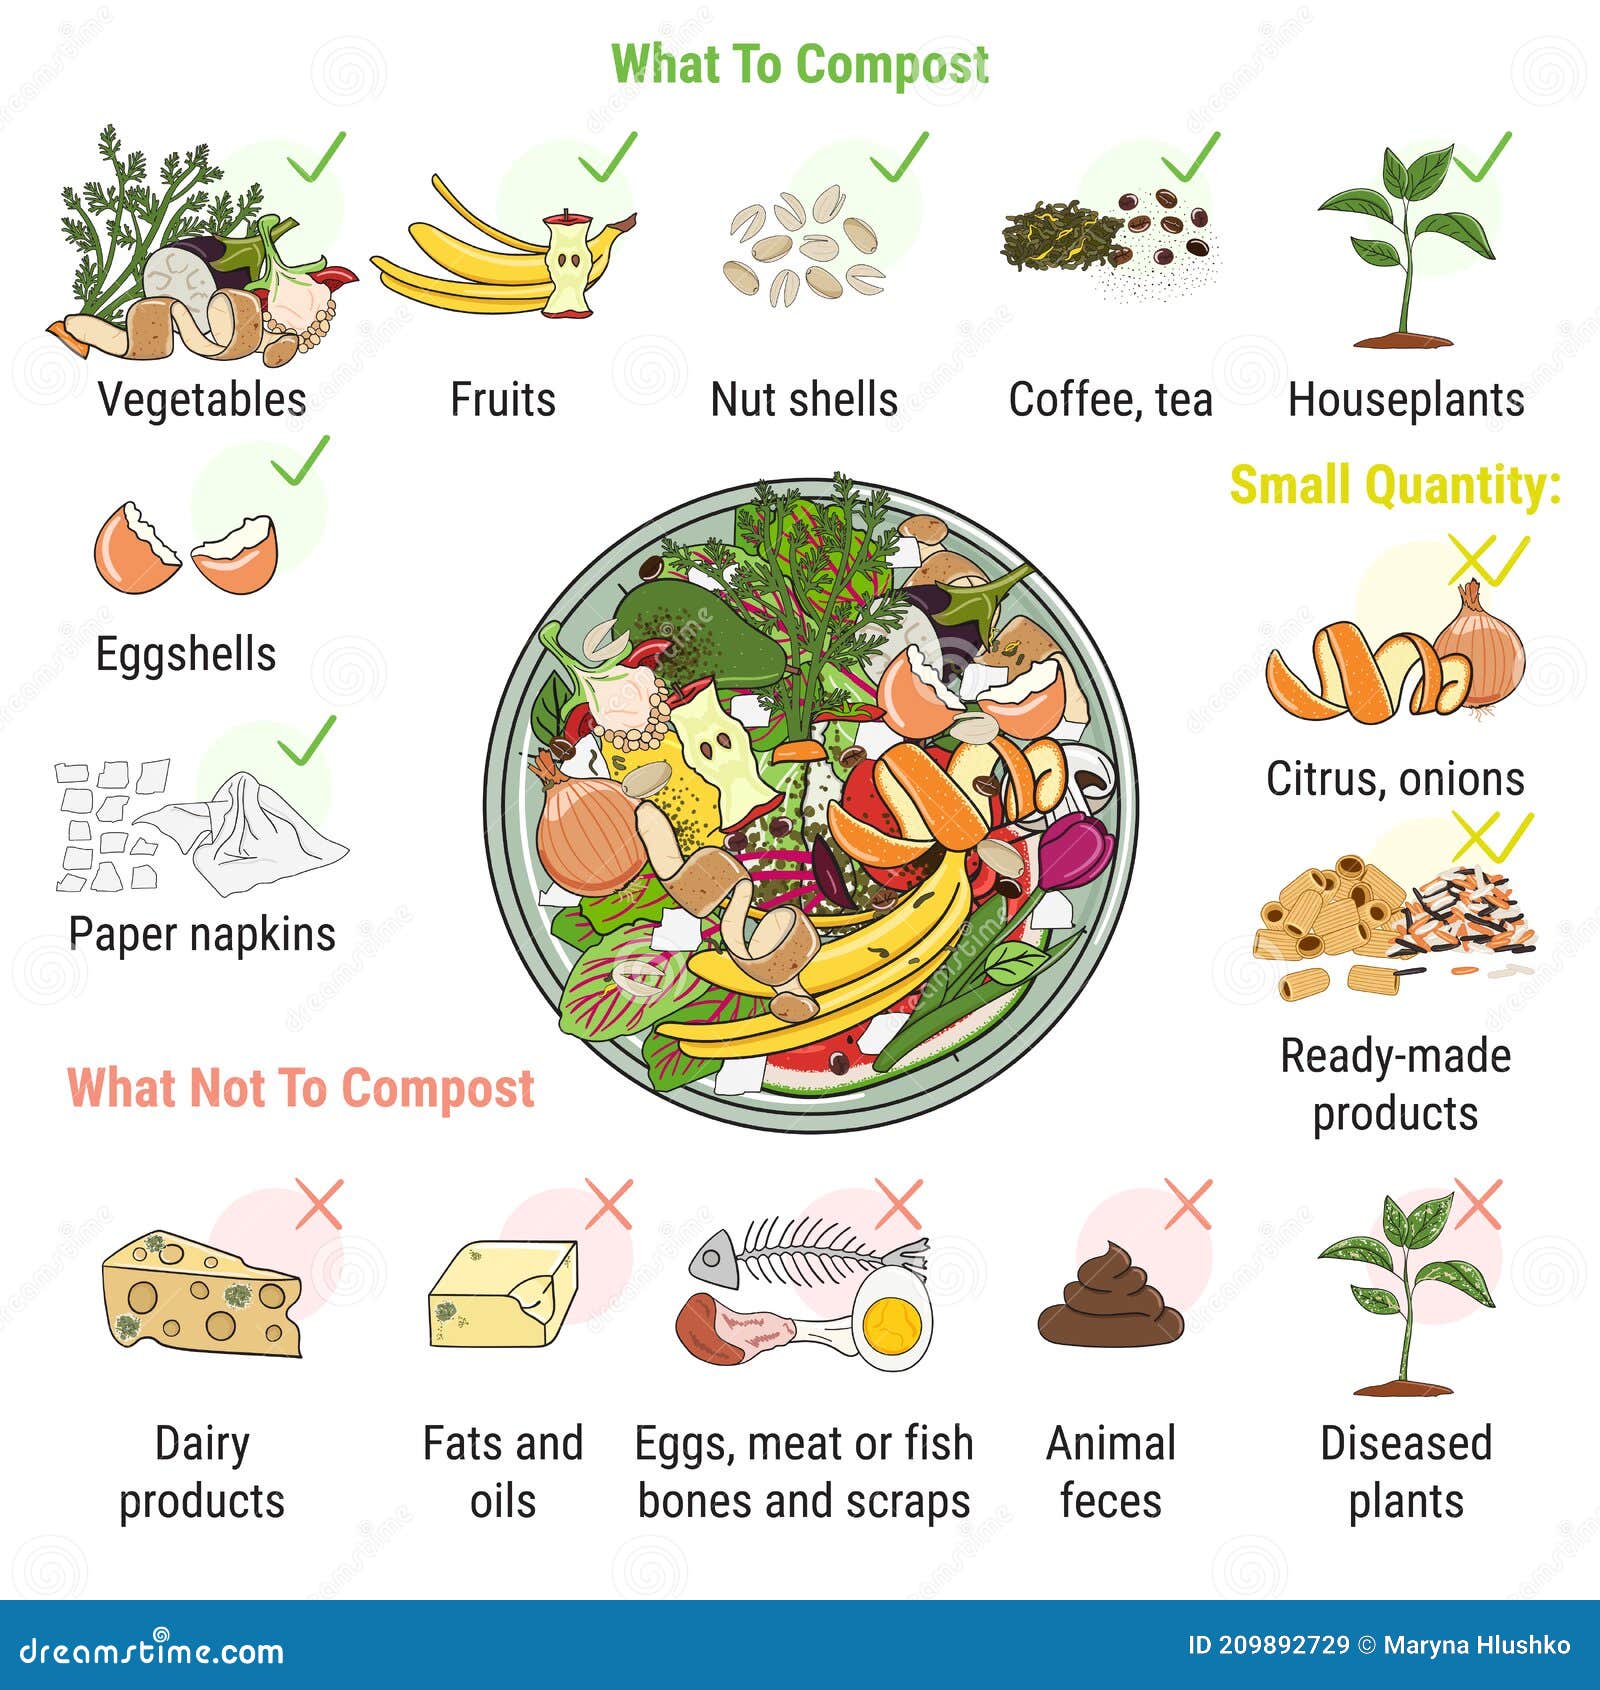 What To Compost
Vegetables
Fruits
Nut shells
Coffee, tea
Houseplants
Eggshells
Small Quantity:
Citrus, onions
Paper napkins
Ready-made
products
What Not To Compost
Dairy
products
Fats and
oils
Eggs, meat or fish
bones and scraps
Animal
feces
Diseased
plants
dreamstime.com
ID 209892729 © Maryna Hlushko